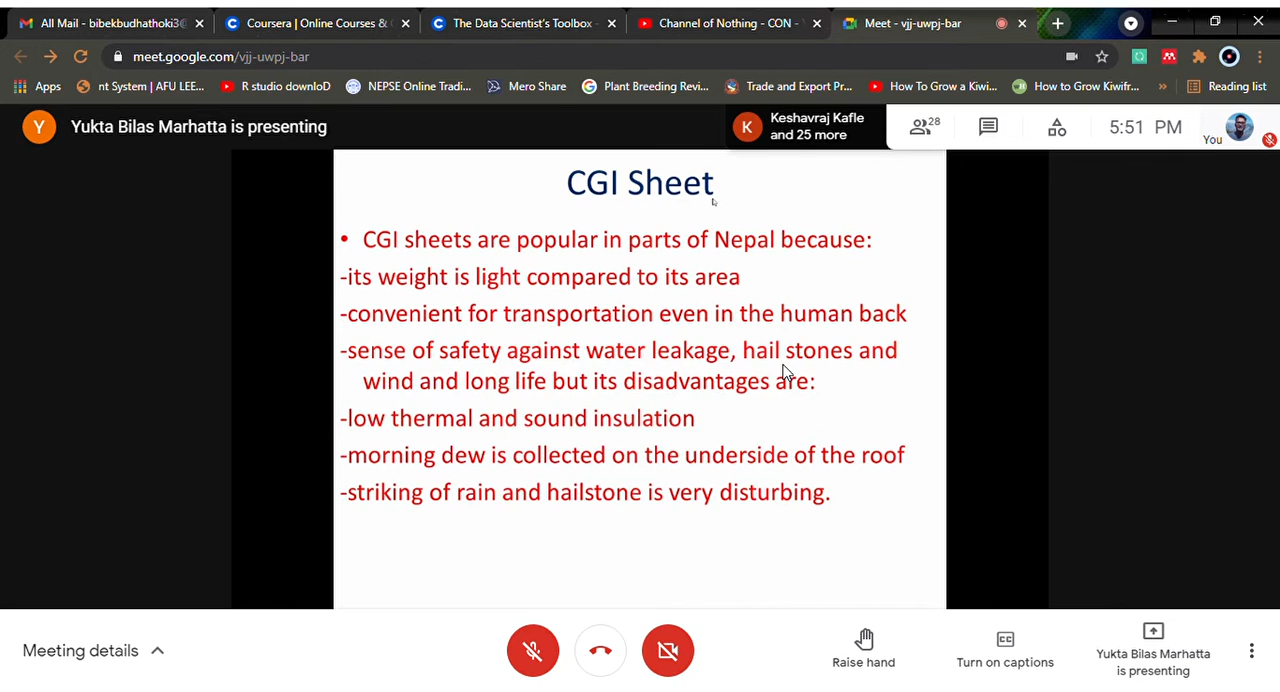 All Mail - bibekbudhathoki3@
Coursera | Online Courses &
The Data Scientist's Toolbox -
Channel of Nothing - CON -
Meet - vjj-uwpj-bar
meet.google.com/vjj-uwpj-bar
Apps
nt System | AFU LEE...
R studio downloD
NEPSE Online Tradi...
Mero Share
Plant Breeding Revi...
Trade and Export Pr...
How To Grow a Kiwi...
How to Grow Kiwifr...
»
Reading list
Y
Yukta Bilas Marhatta is presenting
K
Keshavraj Kafle
and 25 more
28
5:51 PM
You
CGI Sheet
• CGI sheets are popular in parts of Nepal because:
-its weight is light compared to its area
-convenient for transportation even in the human back
-sense of safety against water leakage, hail stones and
wind and long life but its disadvantages are:
-low thermal and sound insulation
-morning dew is collected on the underside of the roof
-striking of rain and hailstone is very disturbing.
Meeting details
Raise hand
CC
Turn on captions
Yukta Bilas Marhatta
is presenting